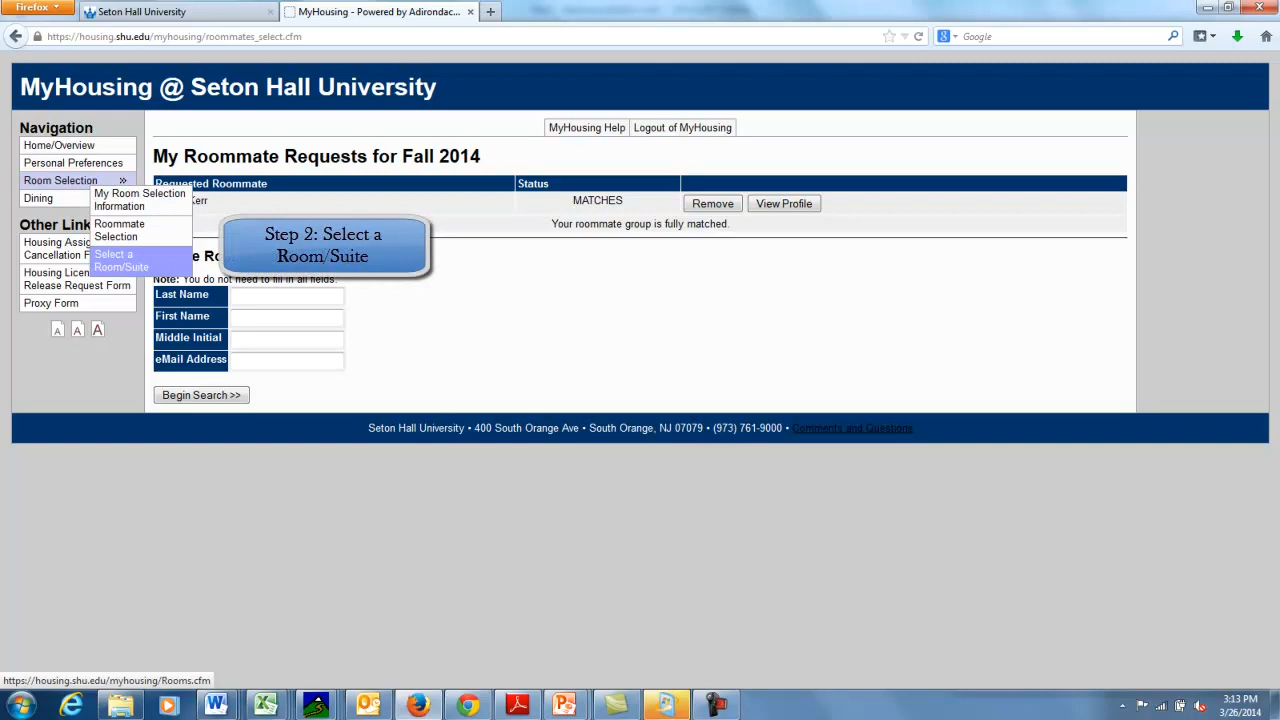 Firefox
Seton Hall University
MyHousing - Powered by Adirondac...
https://housing.shu.edu/myhousing/roommates_select.cfm
Google
MyHousing @ Seton Hall University
Navigation
Home/Overview
Personal Preferences
Room Selection »
Dining
My Room Selection
Information
Roommate
Selection
Select a
Room/Suite
Other Link
Housing Assig
Cancellation F
Housing Licen
Release Request Form
Proxy Form
A A A
MyHousing Help
Logout of MyHousing
My Roommate Requests for Fall 2014
Requested Roommate
Status
Kerr
MATCHES
Remove
View Profile
Your roommate group is fully matched.
Step 2: Select a
Room/Suite
Note: You do not need to fill in all fields.
Last Name
First Name
Middle Initial
eMail Address
Begin Search >>
Seton Hall University • 400 South Orange Ave • South Orange, NJ 07079 • (973) 761-9000 • Comments and Questions
https://housing.shu.edu/myhousing/Rooms.cfm
3:13 PM
3/26/2014